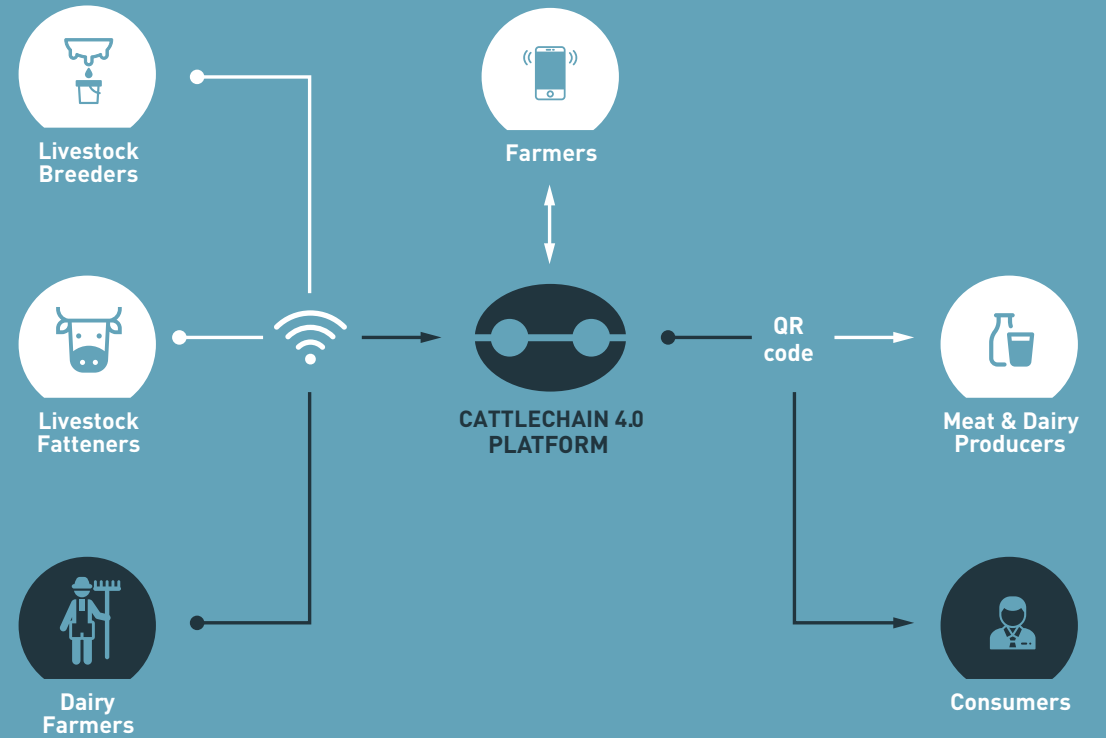 Livestock
Breeders
Farmers
Livestock
Fatteners
CATTLECHAIN 4.0
PLATFORM
QR
code
Meat & Dairy
Producers
Dairy
Farmers
Consumers